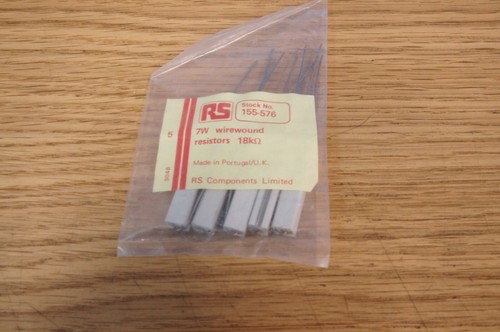 RS
Stock No.
155-576
5
7W wirewound
resistors 18kΩ
Made in Portugal/U.K.
RS Components Limited